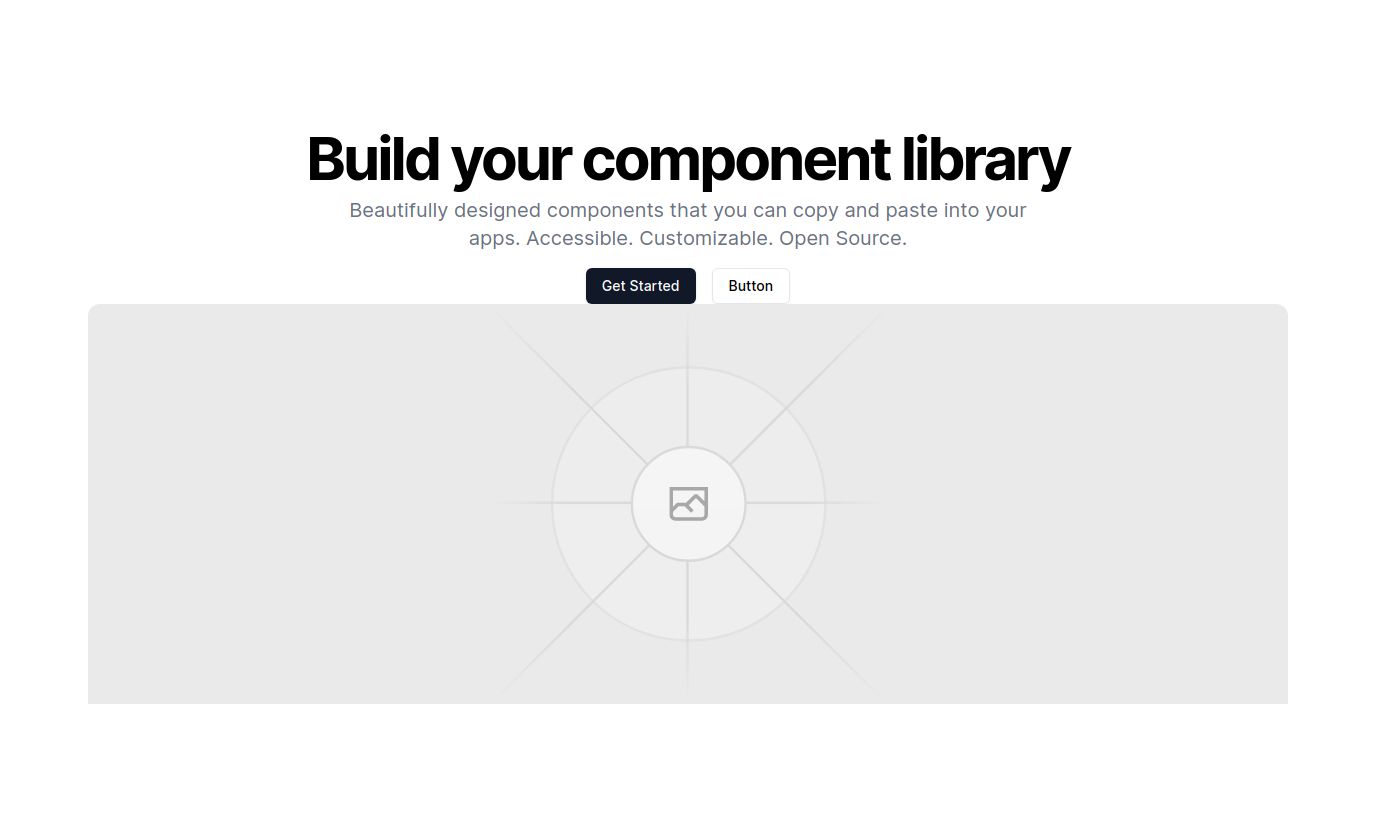 Build your component library
Beautifully designed components that you can copy and paste into your
apps. Accessible. Customizable. Open Source.
Get Started
Button